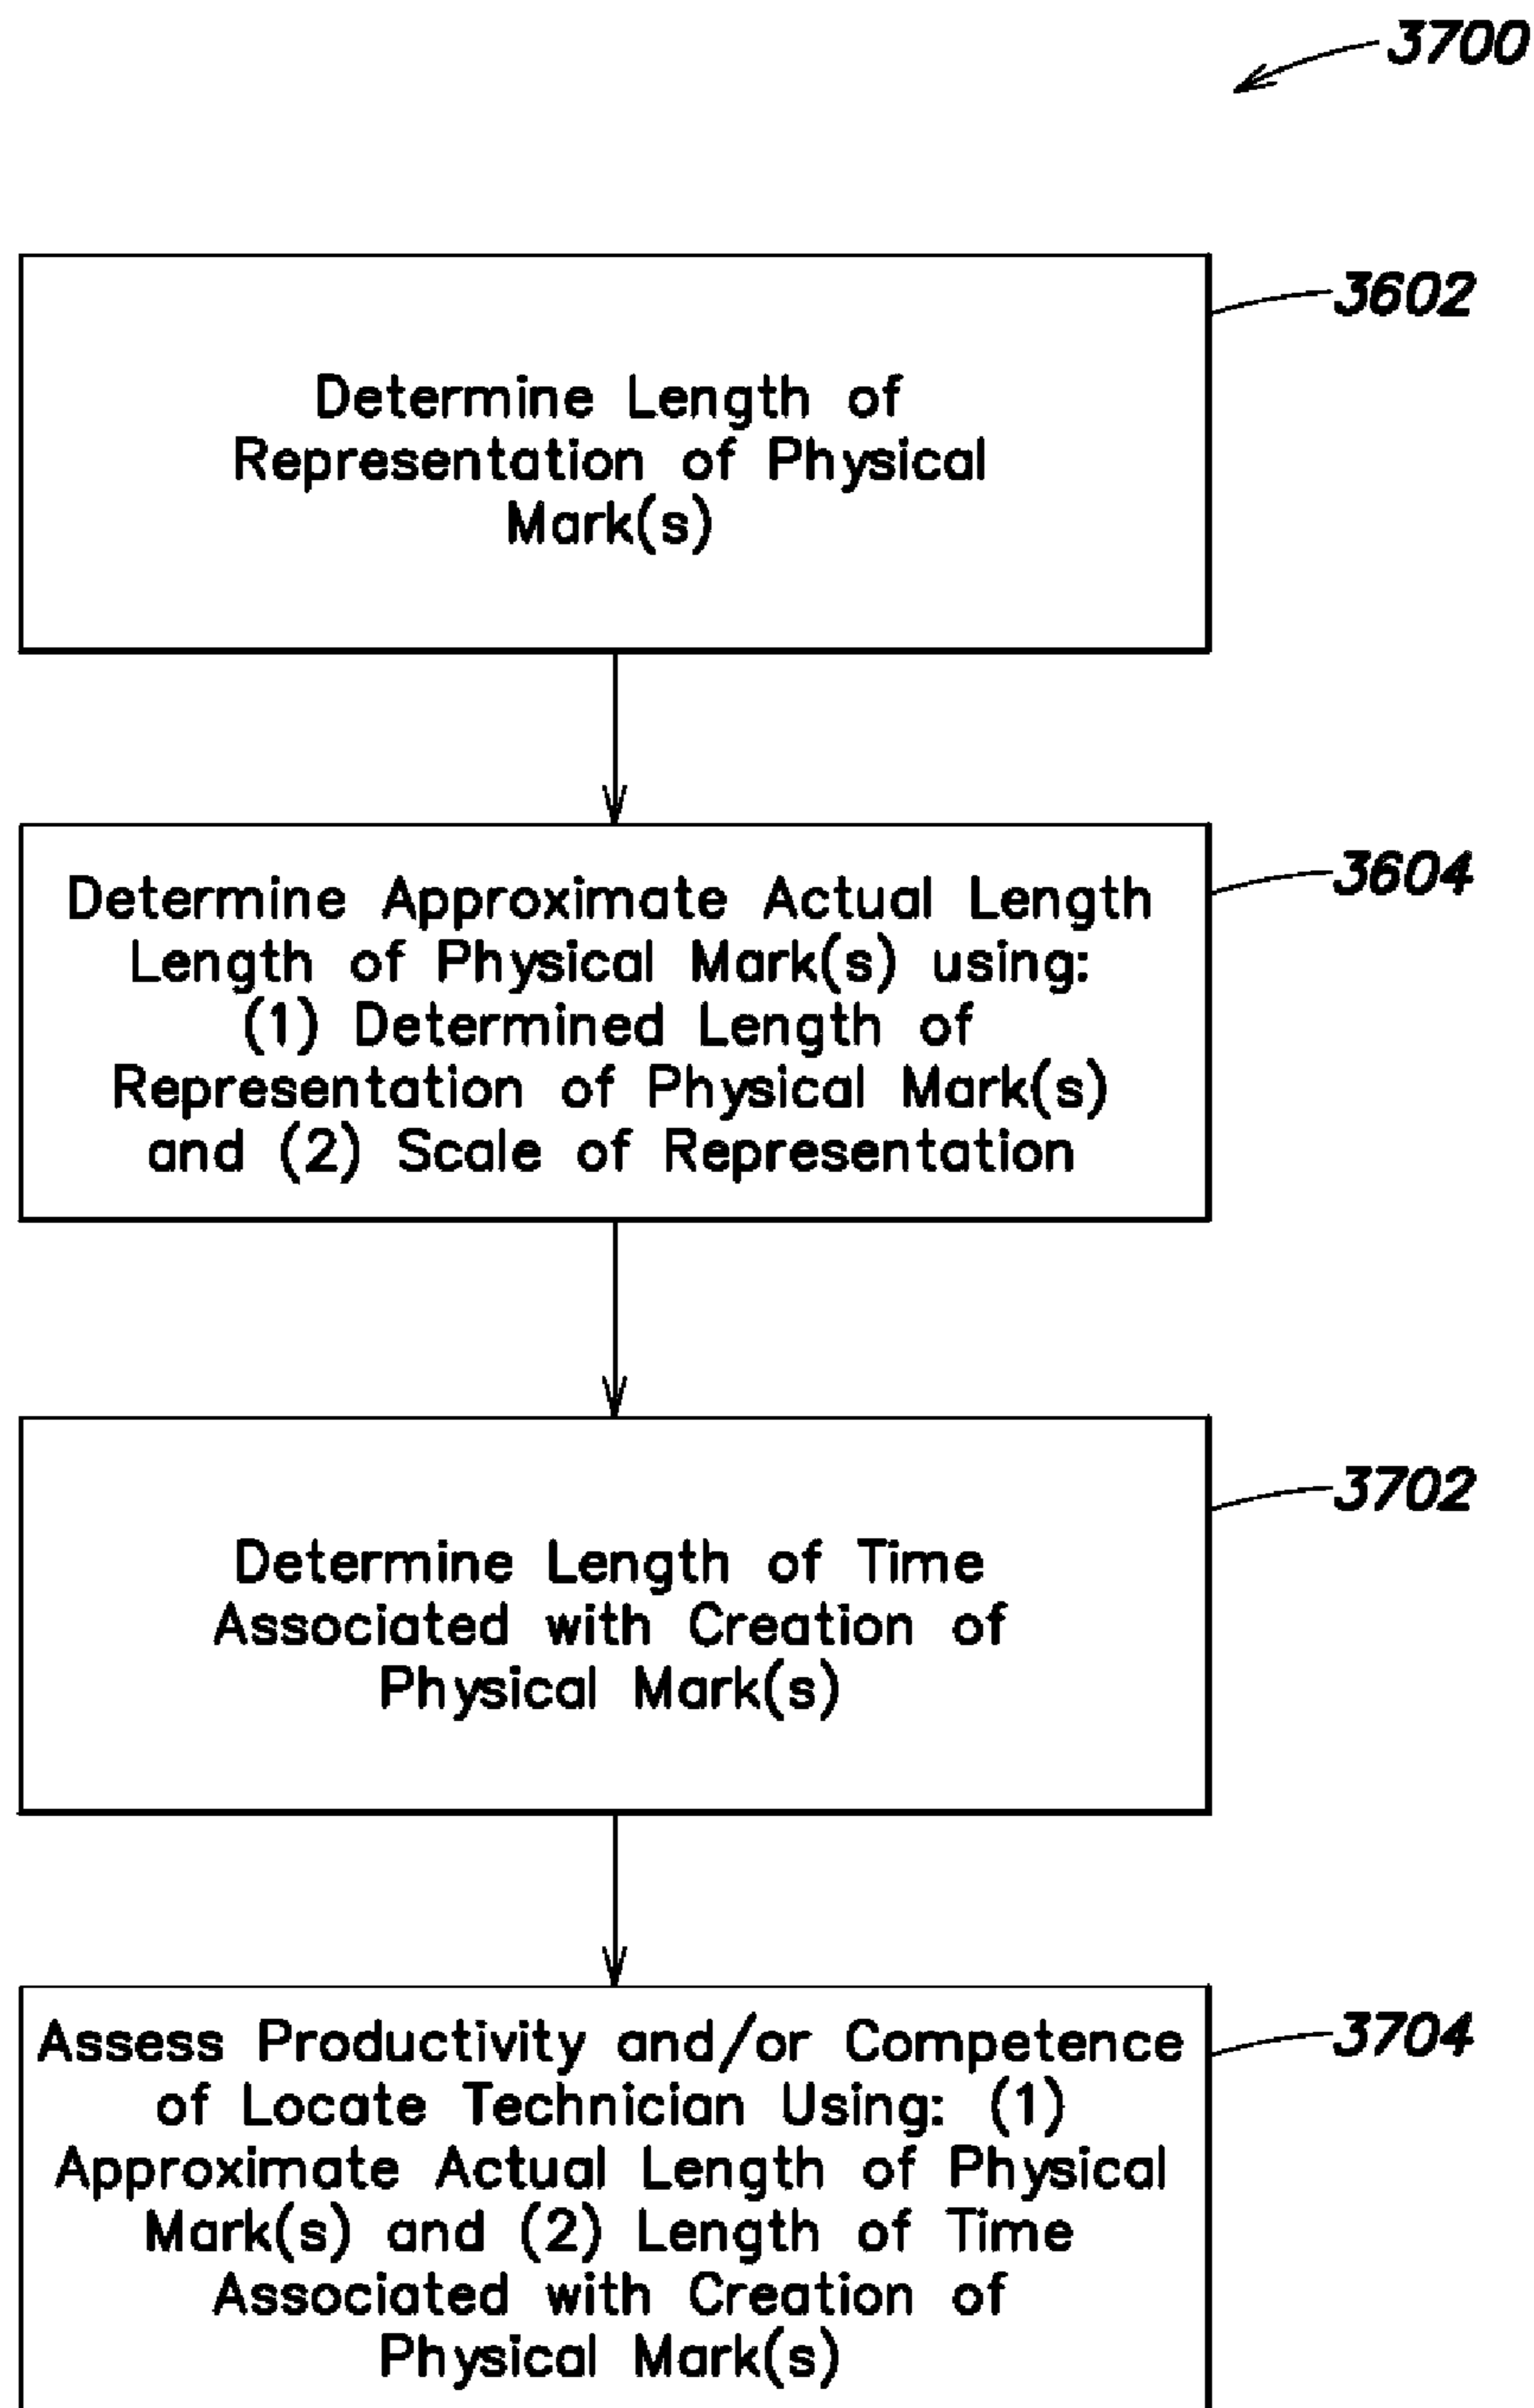 3700
3602
Determine Length of
Representation of Physical
Mark(s)
3604
Determine Approximate Actual Length
Length of Physical Mark(s) using:
(1) Determined Length of
Representation of Physical Mark(s)
and (2) Scale of Representation
3702
Determine Length of Time
Associated with Creation of
Physical Mark(s)
3704
Assess Productivity and/or Competence
of Locate Technician Using: (1)
Approximate Actual Length of Physical
Mark(s) and (2) Length of Time
Associated with Creation of
Physical Mark(s)